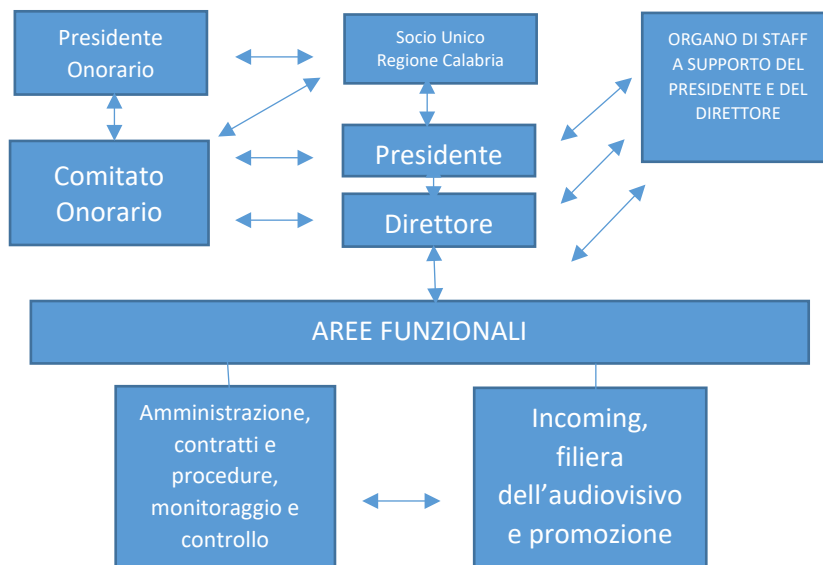 Presidente
Onorario
Socio Unico
Regione Calabria
ORGANO DI STAFF
A SUPPORTO DEL
PRESIDENTE E DEL
DIRETTORE
Comitato
Onorario
Presidente
Direttore
AREE FUNZIONALI
Amministrazione,
contratti e
procedure,
monitoraggio e
controllo
Incoming,
filiera
dell’audiovisivo
e promozione